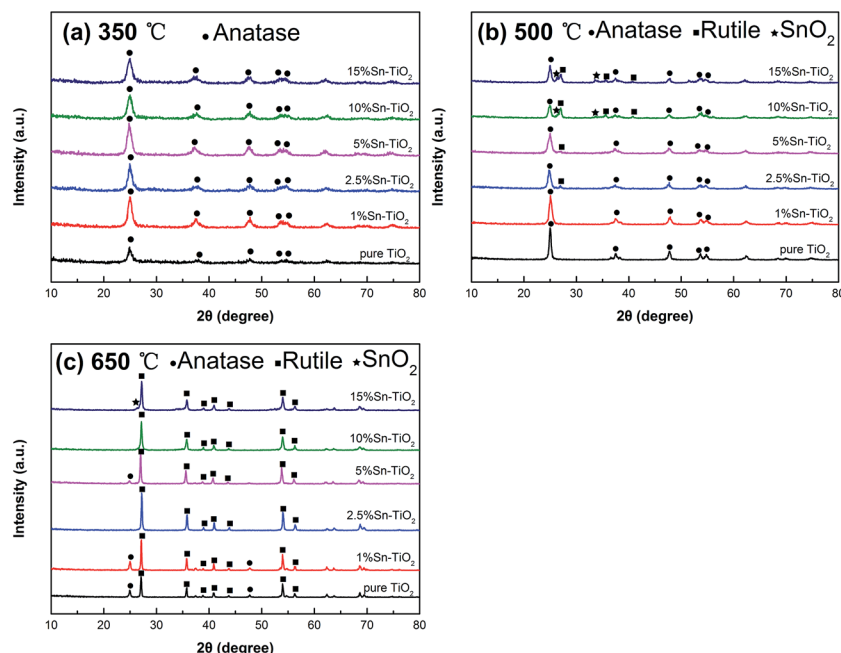 (a) 350 ℃ ● Anatase
15%Sn-TiO₂
10%Sn-TiO₂
5%Sn-TiO₂
2.5%Sn-TiO₂
1%Sn-TiO₂
pure TiO₂
Intensity (a.u.)
10 20 30 40 50 60 70 80
2θ (degree)
(b) 500 ℃ ● Anatase ■ Rutile ★ SnO₂
15%Sn-TiO₂
10%Sn-TiO₂
5%Sn-TiO₂
2.5%Sn-TiO₂
1%Sn-TiO₂
pure TiO₂
Intensity (a.u.)
10 20 30 40 50 60 70 80
2θ (degree)
(c) 650 ℃ ● Anatase ■ Rutile ★ SnO₂
15%Sn-TiO₂
10%Sn-TiO₂
5%Sn-TiO₂
2.5%Sn-TiO₂
1%Sn-TiO₂
pure TiO₂
Intensity (a.u.)
10 20 30 40 50 60 70 80
2θ (degree)